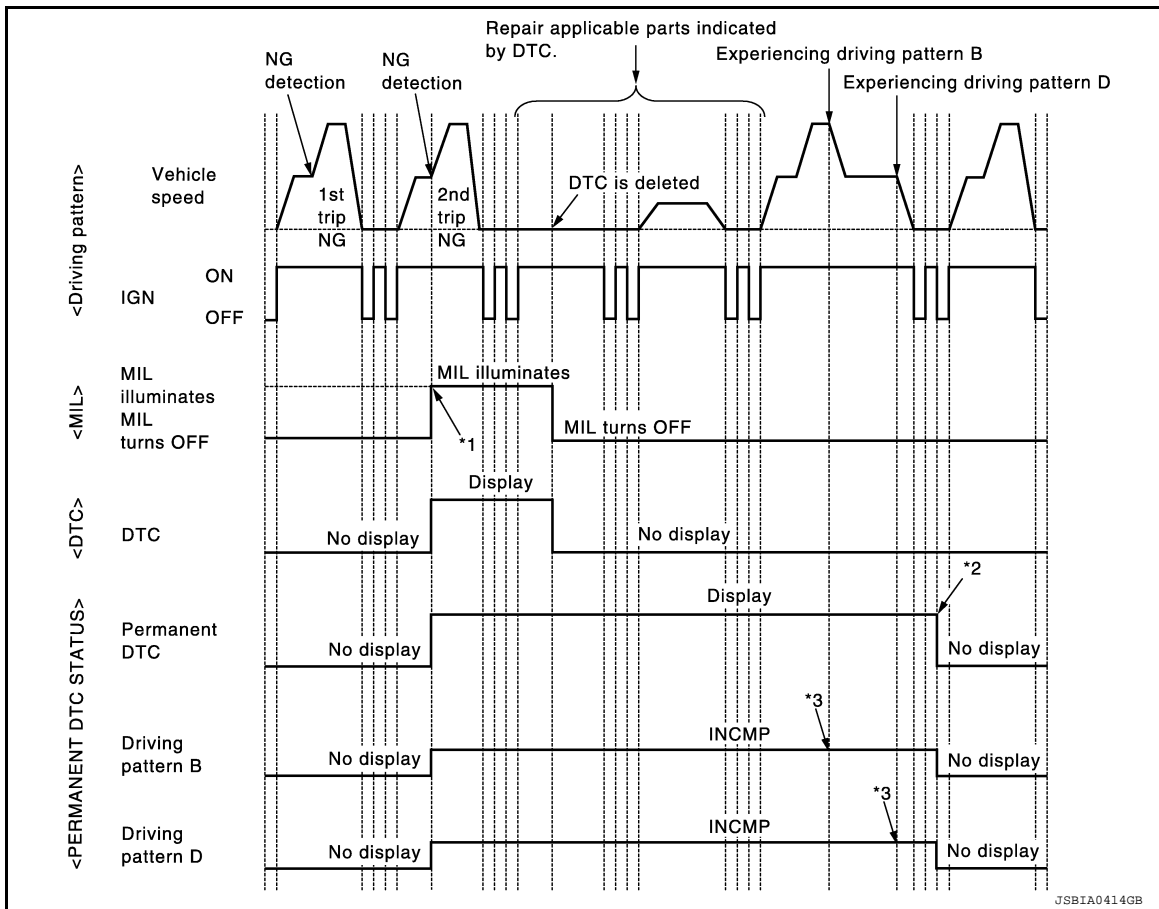 Repair applicable parts indicated
by DTC.
NG
detection
NG
detection
Experiencing driving pattern B
Experiencing driving pattern D
<Driving pattern>
Vehicle
speed
1st
trip
NG
2nd
trip
NG
DTC is deleted
IGN
ON
OFF
<MIL>
MIL
illuminates
MIL
turns OFF
MIL illuminates
*1
MIL turns OFF
<DTC>
DTC
Display
No display
No display
<PERMANENT DTC STATUS>
Permanent
DTC
Display
*2
No display
No display
Driving
pattern B
*3
INCMP
No display
No display
Driving
pattern D
*3
INCMP
No display
No display
JSBIA0414GB